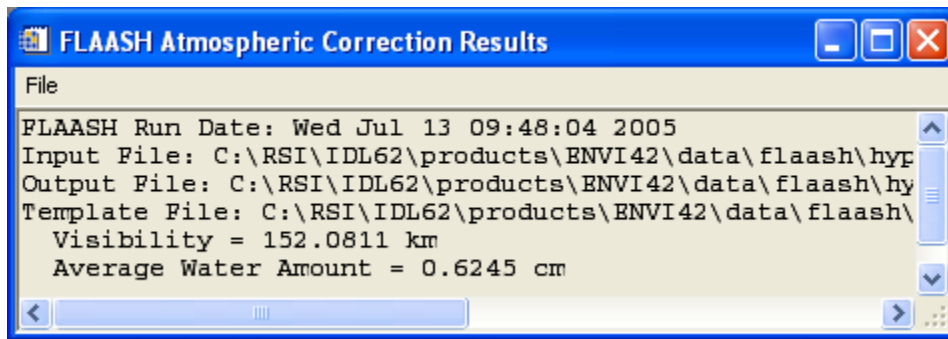 FLAASH Atmospheric Correction Results
File
FLAASH Run Date: Wed Jul 13 09:48:04 2005
Input File: C:\RSI\IDL62\products\ENVI42\data\flaash\hyp
Output File: C:\RSI\IDL62\products\ENVI42\data\flaash\hy
Template File: C:\RSI\IDL62\products\ENVI42\data\flaash\
Visibility = 152.0811 km
Average Water Amount = 0.6245 cm